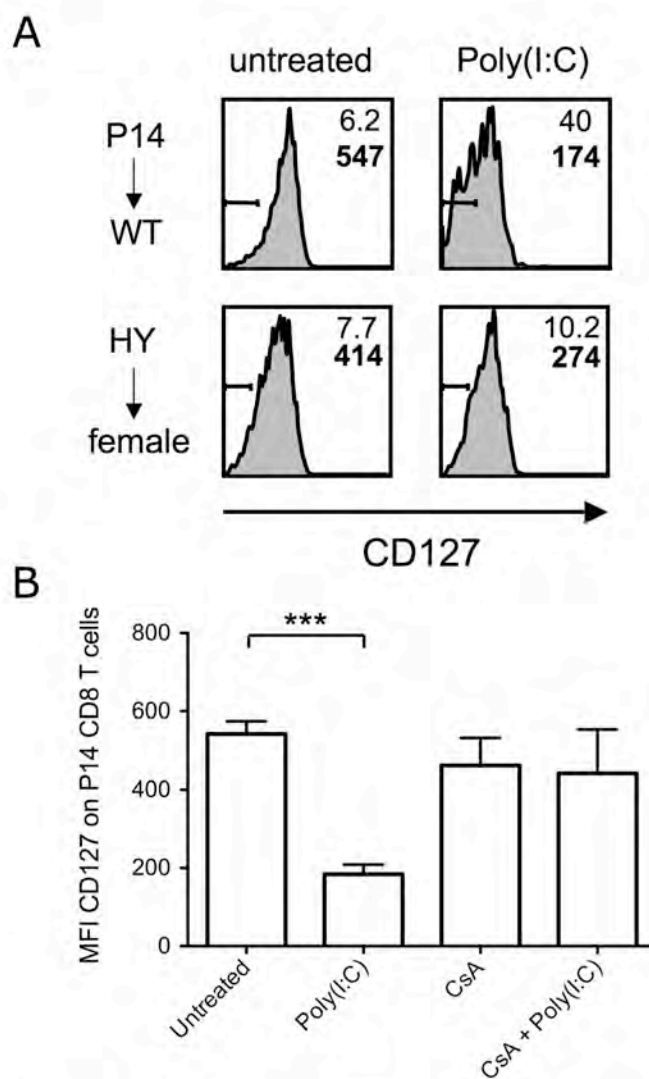 A
untreated Poly(I:C)
P14
WT
6.2
547
40
174
HY
female
7.7
414
10.2
274
CD127
B
MFI CD127 on P14 CD8 T cells
800
600
400
200
0
***
Untreated
Poly(I:C)
CsA
CsA + Poly(I:C)